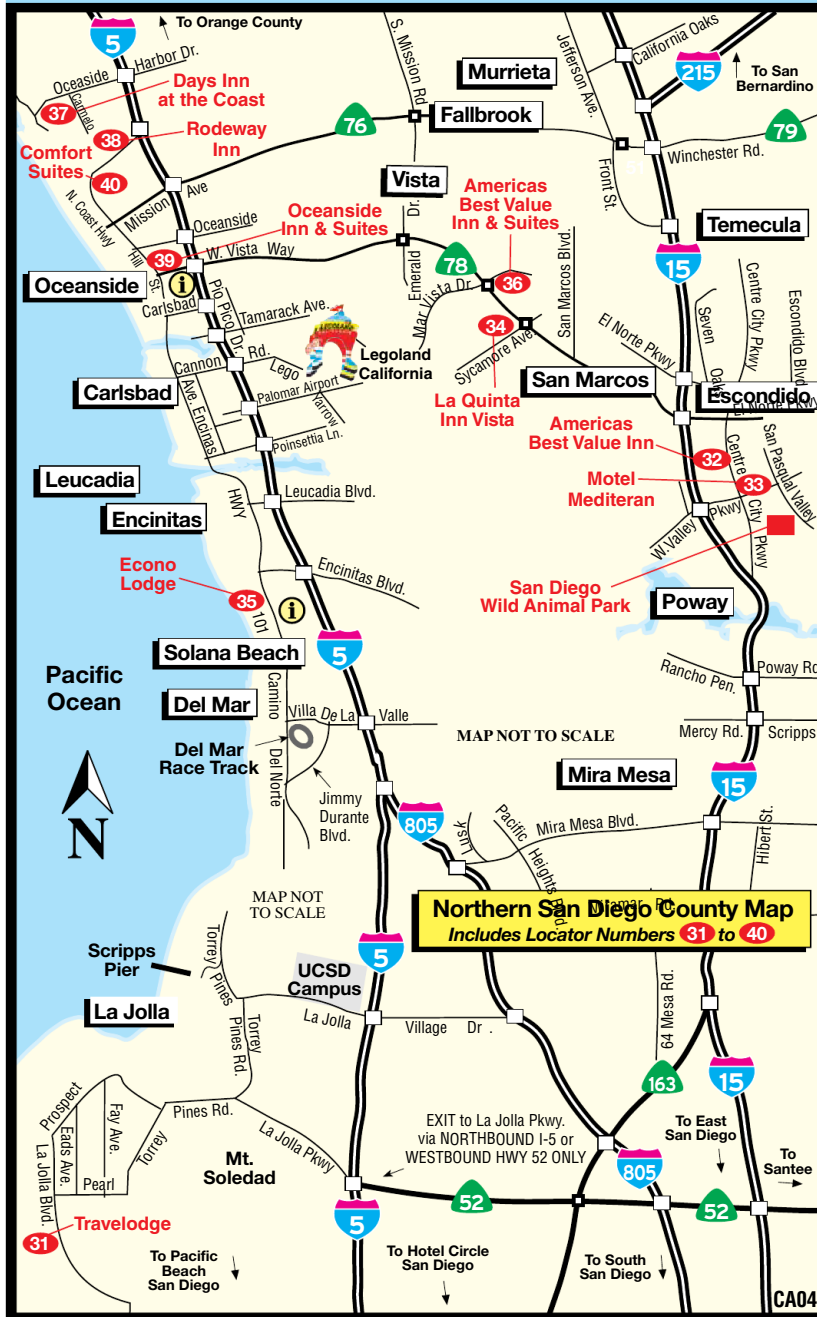 To Orange County
5
Harbor Dr.
Oceaside
Days Inn
at the Coast
37
Carmelo
38
Rodeway
Inn
Comfort
Suites
40
Mission Ave
N. Coast Hwy
76
S. Mission Rd
Fallbrook
Murrieta
Jefferson Ave.
California Oaks
215
To San
Bernardino
79
Winchester Rd.
Front St.
Temecula
15
Vista
Americas
Best Value
Inn & Suites
Oceanside
Inn & Suites
Oceanside
39
W. Vista Way
Hill St.
i
Oceanside
Emerald Dr.
78
Mar Vista Dr.
36
San Marcos Blvd.
34
Sycamore Ave.
La Quinta
Inn Vista
San Marcos
El Norte Pkwy
Seven Oaks
Centre City Pkwy
Escondido Blvd.
Escondido
El Norte Pkwy
Carlsbad
Pio Pico Dr.
Tamarack Ave.
LEGOLAND
Legoland
California
Cannon Rd.
Lego
Carlsbad
Palomar Airport
Yarrow
Ave. Encinas
Poinsettia Ln.
Americas
Best Value Inn
32
Motel
Mediteran
33
Centre City Pkwy
San Pasqual Valley
W. Valley Pkwy
San Diego
Wild Animal Park
Leucadia
HWY
Leucadia Blvd.
Encinitas
Econo
Lodge
35
101
i
Encinitas Blvd.
Poway
Solana Beach
5
Pacific
Ocean
Rancho Pen.
Poway Rd
Del Mar
Camino
Villa De La Valle
Mercy Rd.
Scripps
MAP NOT TO SCALE
Del Mar
Race Track
Del Norte
Jimmy
Durante
Blvd.
Mira Mesa
15
N
805
Lusk
Pacific
Heights Blvd.
Mira Mesa Blvd.
Hibert St.
MAP NOT
TO SCALE
Miramar Rd.
Northern San Diego County Map
Includes Locator Numbers 31 to 40
Scripps
Pier
Torrey Pines
UCSD
Campus
5
La Jolla
La Jolla Village Dr.
64 Mesa Rd.
Torrey Pines Rd.
163
15
Prospect
Fay Ave.
Eads Ave.
Pearl
La Jolla Blvd.
Torrey Pines Rd.
La Jolla Pkwy
Mt.
Soledad
EXIT to La Jolla Pkwy.
via NORTHBOUND I-5 or
WESTBOUND HWY 52 ONLY
To East
San Diego
To
Santee
805
52
52
31
Travelodge
5
To Pacific
Beach
San Diego
To Hotel Circle
San Diego
To South
San Diego
CA04